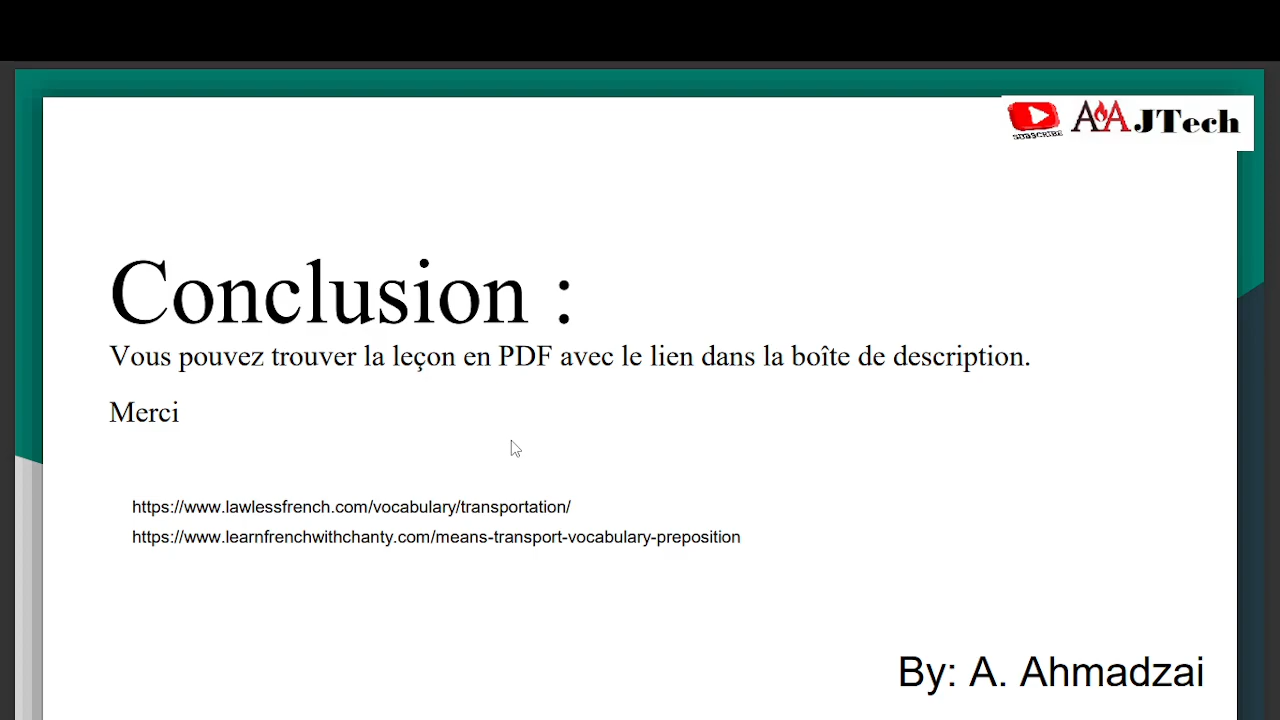 SUBSCRIBE
AAJTech
Conclusion :
Vous pouvez trouver la leçon en PDF avec le lien dans la boîte de description.
Merci
https://www.lawlessfrench.com/vocabulary/transportation/
https://www.learnfrenchwithchanty.com/means-transport-vocabulary-preposition
By: A. Ahmadzai